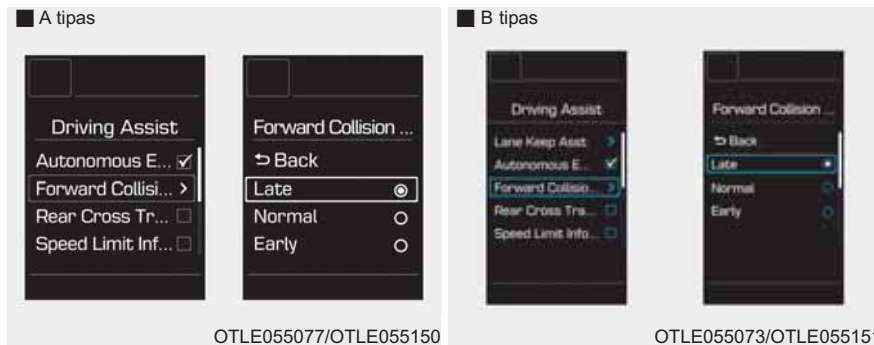 ■ A tipas
Driving Assist
Autonomous E...
Forward Collisi... >
Rear Cross Tr...
Speed Limit Inf...
Forward Collision ...
Back
Late
Normal
Early
OTLE055077/OTLE055150
■ B tipas
Driving Assist
Lane Keep Asst >
Autonomous E...
Forward Collisio... >
Rear Cross Tra...
Speed Limit Info...
Forward Collision ...
Back
Late
Normal
Early
OTLE055073/OTLE055151